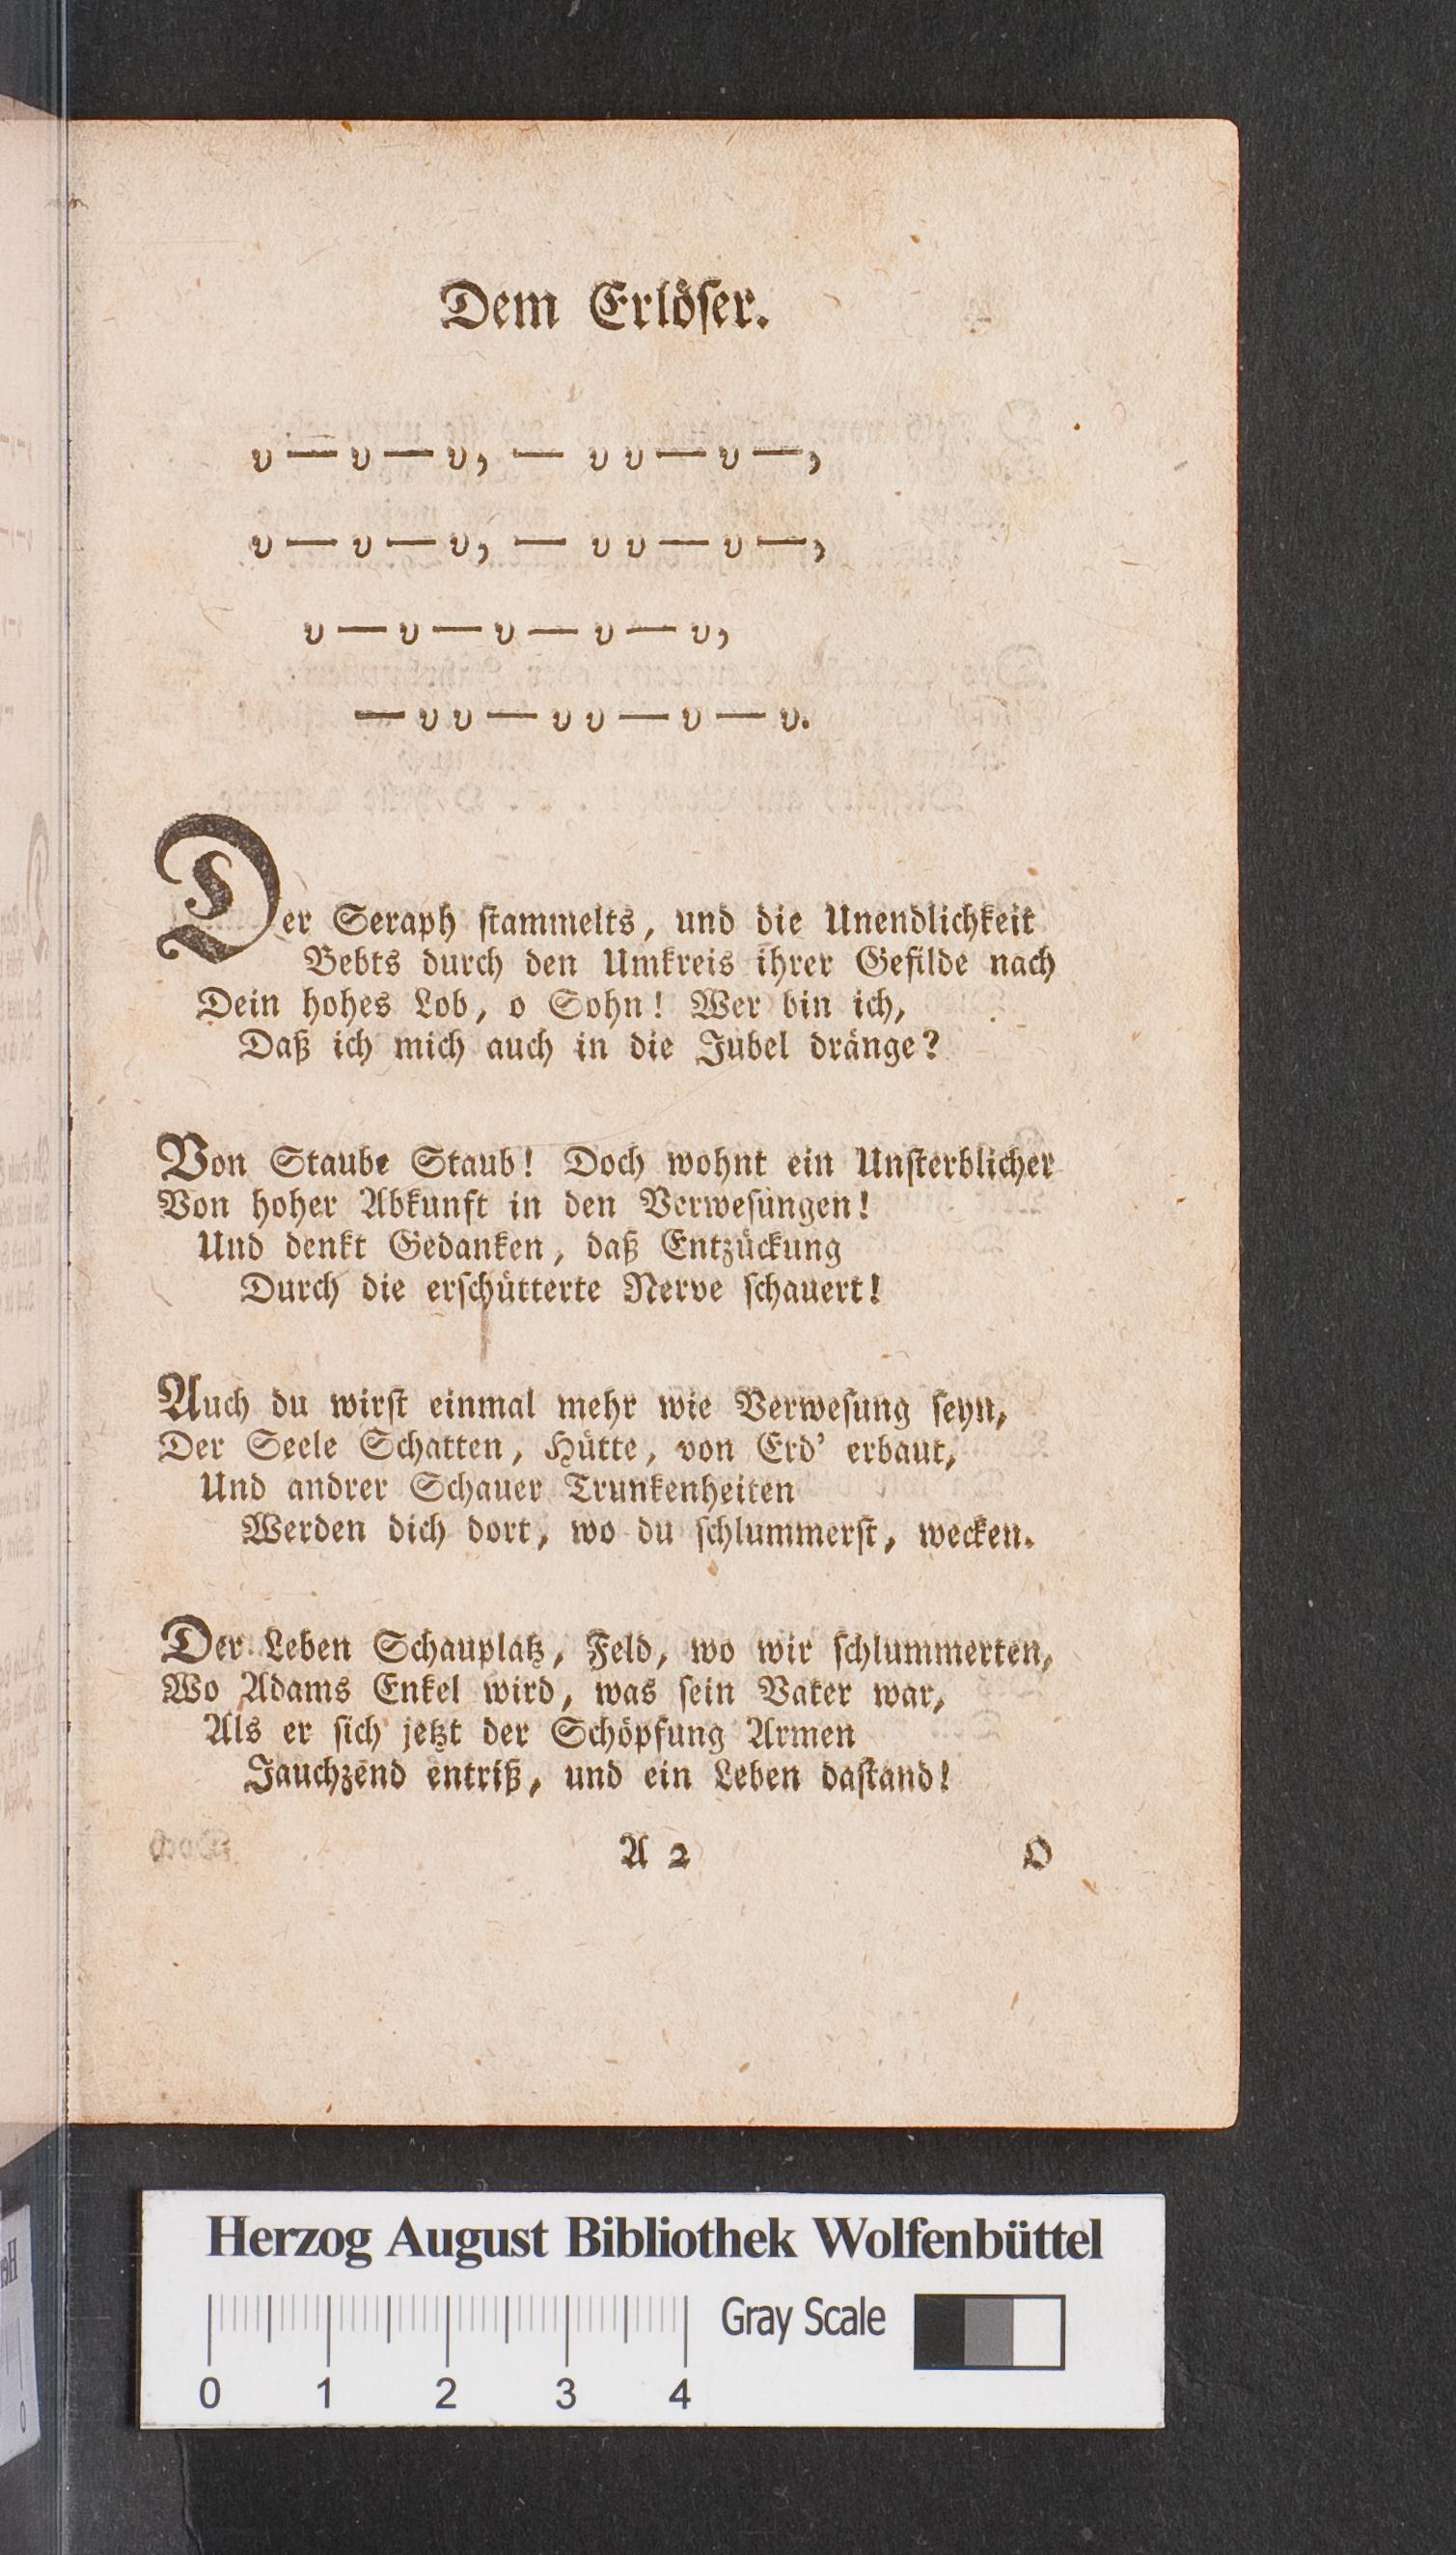 Dem Erlöſer.
υ — υ — υ, — υ υ — υ —,
υ — υ — υ, — υ υ — υ —,
υ — υ — υ — υ — υ,
— υ υ — υ υ — υ — υ.
Der Seraph ſtammelts, und die Unendlichkeit
Bebts durch den Umkreis ihrer Gefilde nach
Dein hohes Lob, o Sohn! Wer bin ich,
Daß ich mich auch in die Jubel dränge?
Von Staube Staub! Doch wohnt ein Unſterblicher
Von hoher Abkunft in den Verweſungen!
Und denkt Gedanken, daß Entzückung
Durch die erſchütterte Nerve ſchauert!
Auch du wirſt einmal mehr wie Verweſung ſeyn,
Der Seele Schatten, Hütte, von Erd’ erbaut,
Und andrer Schauer Trunkenheiten
Werden dich dort, wo du ſchlummerſt, wecken.
Der Leben Schauplatz, Feld, wo wir ſchlummerten,
Wo Adams Enkel wird, was ſein Vater war,
Als er ſich jetzt der Schöpfung Armen
Jauchzend entriß, und ein Leben daſtand!
A 2 O
Herzog August Bibliothek Wolfenbüttel
Gray Scale
0 1 2 3 4